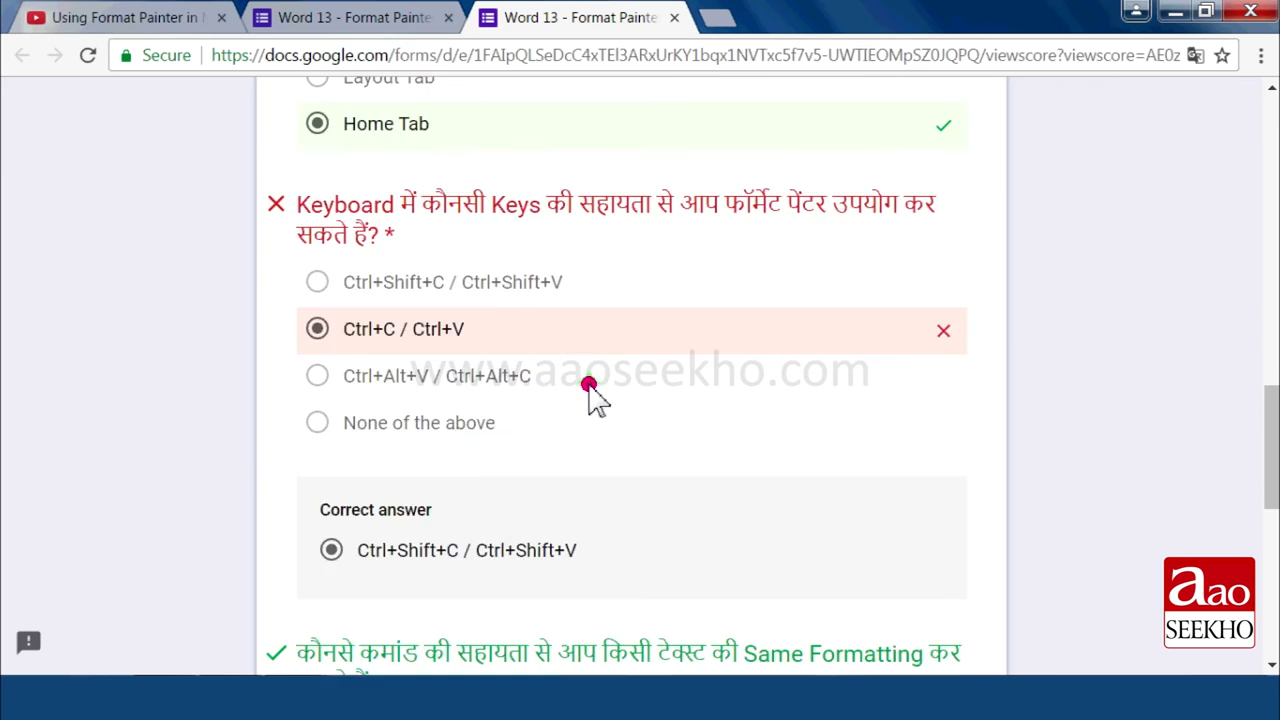 Using Format Painter in
Word 13 - Format Painte
Word 13 - Format Painte
Secure
https://docs.google.com/forms/d/e/1FAIpQLSeDcC4xTEI3ARxUrKY1bqx1NVTxc5f7v5-UWTIEOMpSZ0JQPQ/viewscore?viewscore=AE0z
Layout Tab
Home Tab
Keyboard में कौनसी Keys की सहायता से आप फॉर्मेट पेंटर उपयोग कर
सकते हैं? *
Ctrl+Shift+C / Ctrl+Shift+V
Ctrl+C / Ctrl+V
Ctrl+Alt+V / Ctrl+Alt+C
www.aaoseekho.com
None of the above
Correct answer
Ctrl+Shift+C / Ctrl+Shift+V
कौनसे कमांड की सहायता से आप किसी टेक्स्ट की Same Formatting कर
aao
SEEKHO